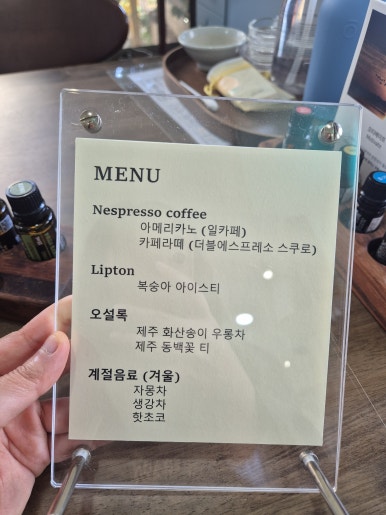 MENU
Nespresso coffee
아메리카노 (일카페)
카페라떼 (더블에스프레소 스쿠로)
Lipton
복숭아 아이스티
오설록
제주 화산송이 우롱차
제주 동백꽃 티
계절음료 (겨울)
자몽차
생강차
핫초코